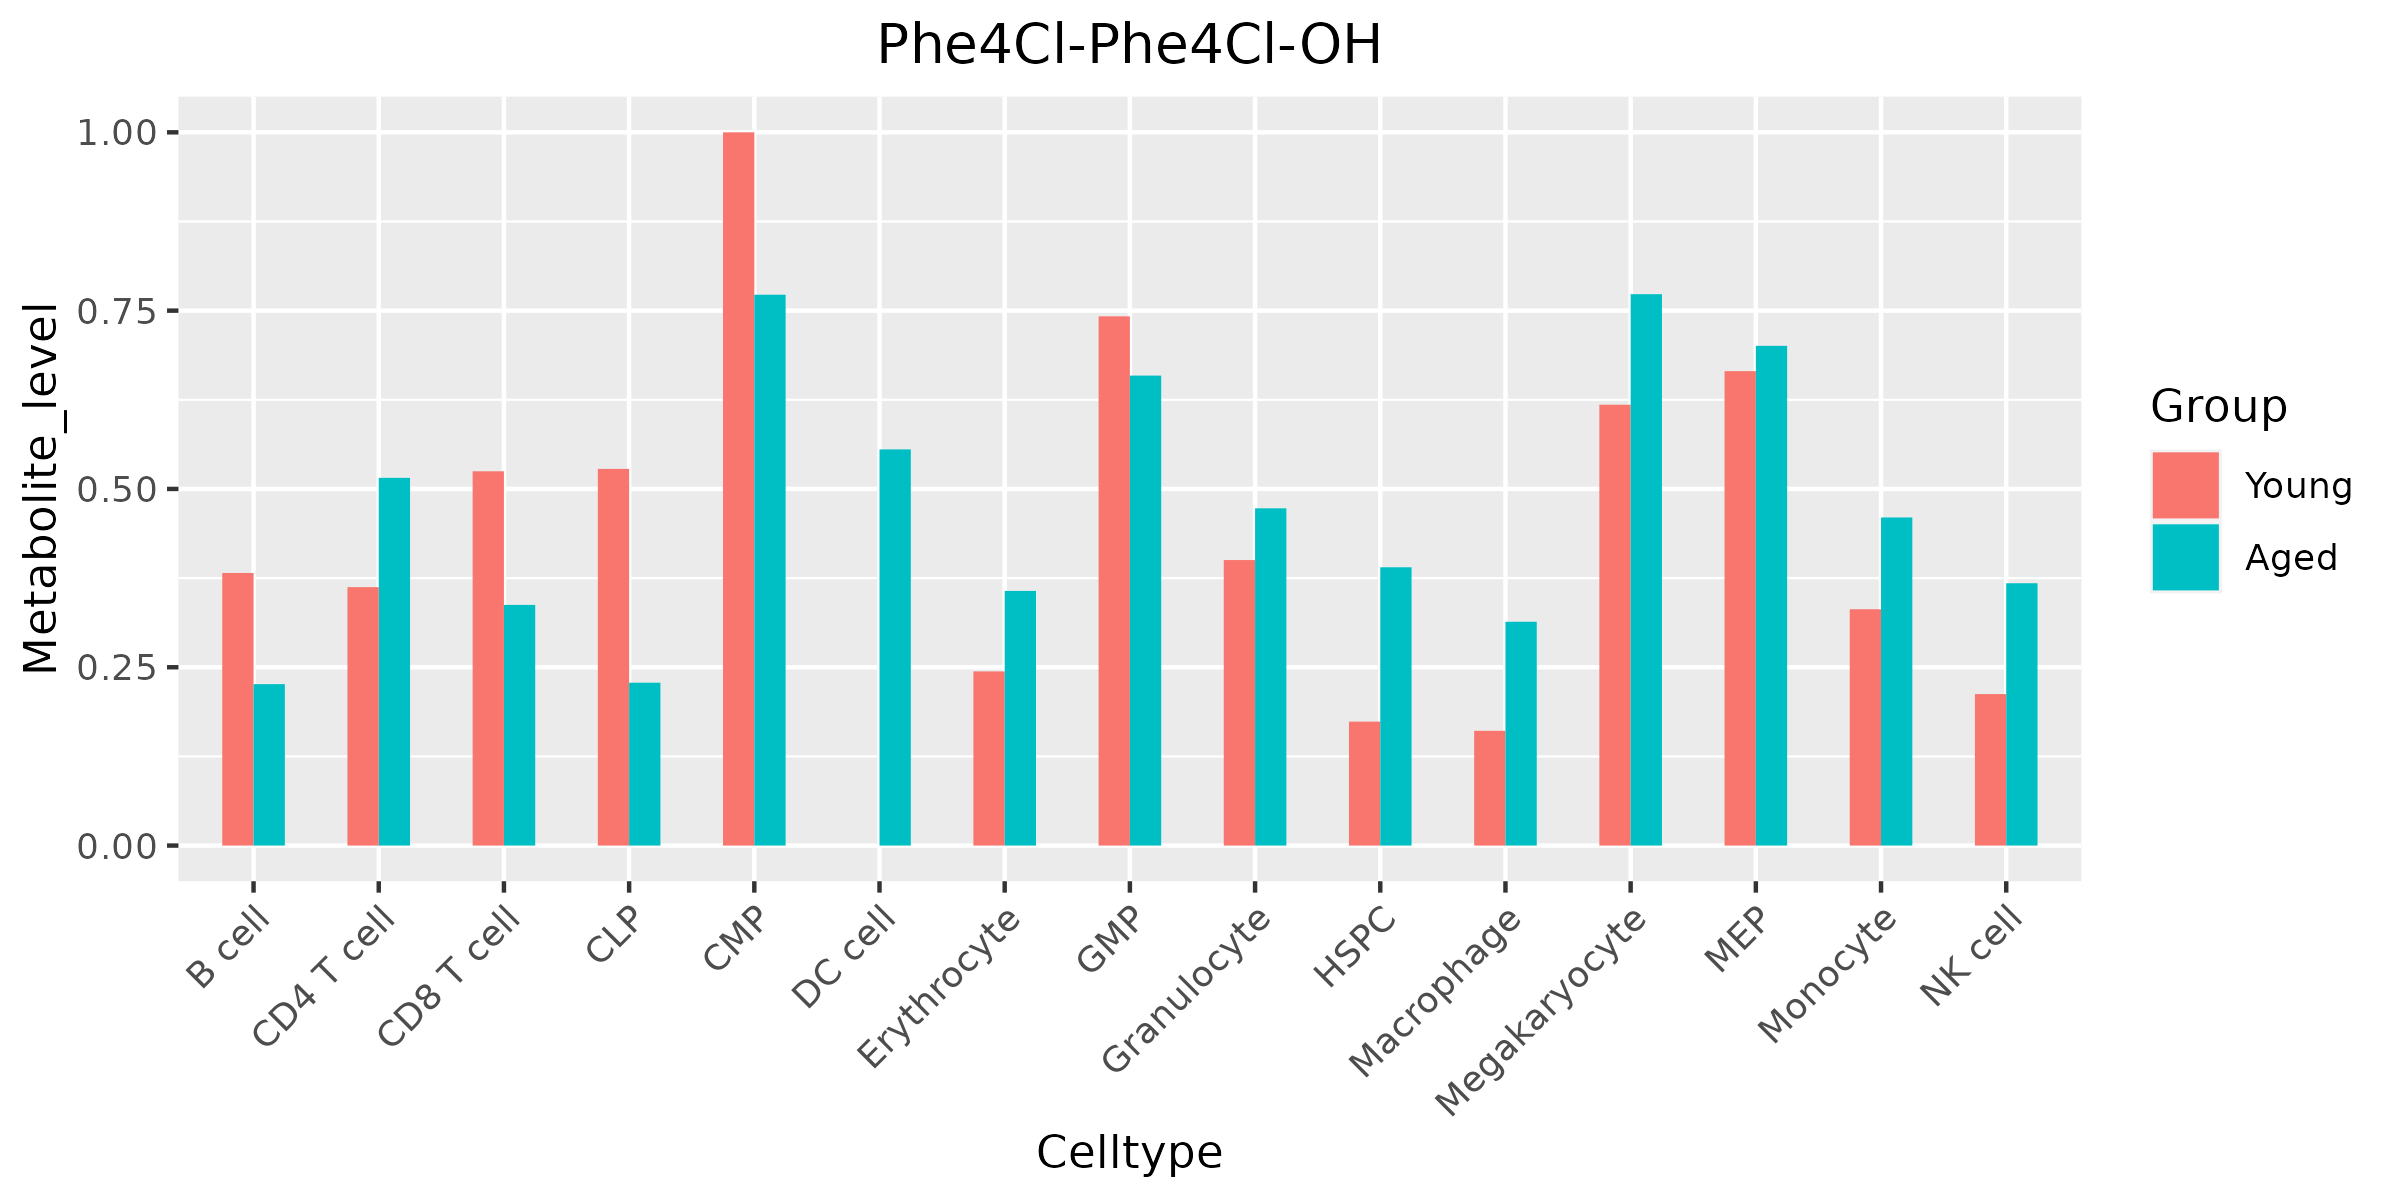 Phe4Cl-Phe4Cl-OH
Metabolite_level
1.00
0.75
0.50
0.25
0.00
B cell
CD4 T cell
CD8 T cell
CLP
CMP
DC cell
Erythrocyte
GMP
Granulocyte
HSPC
Macrophage
Megakaryocyte
MEP
Monocyte
NK cell
Celltype
Group
Young
Aged